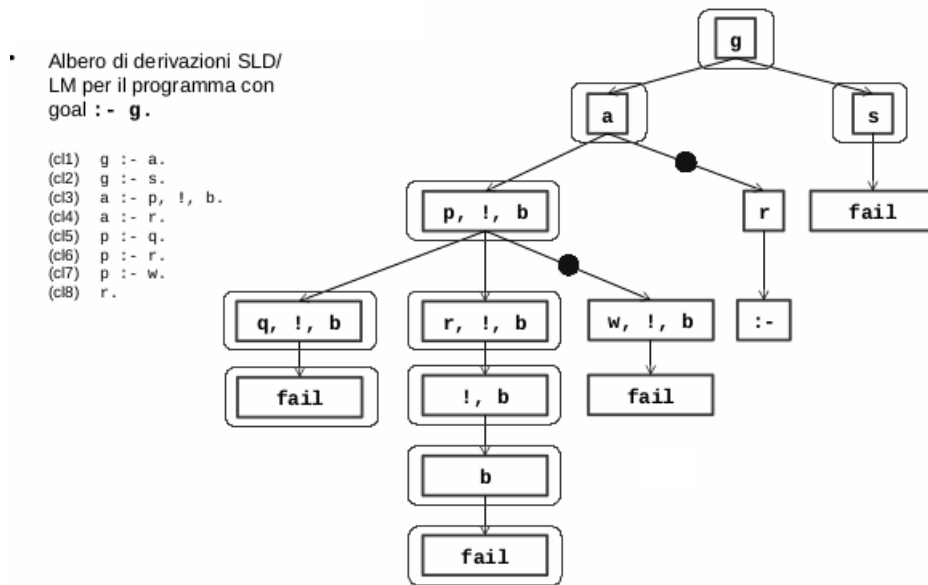 • Albero di derivazioni SLD/
LM per il programma con
goal :- g.
(cl1) g :- a.
(cl2) g :- s.
(cl3) a :- p, !, b.
(cl4) a :- r.
(cl5) p :- q.
(cl6) p :- r.
(cl7) p :- w.
(cl8) r.
g
a
s
p, !, b
r
fail
q, !, b
r, !, b
w, !, b
:-
fail
!, b
fail
b
fail